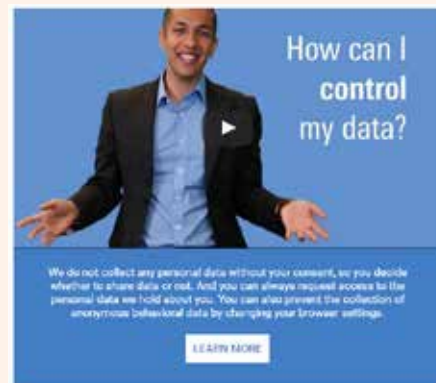 How can I
control
my data?
We do not collect any personal data without your consent, so you decide
whether to share data or not. And you can always request access to the
personal data we hold about you. You can also prevent the collection of
anonymous behavioral data by changing your browser settings.
LEARN MORE